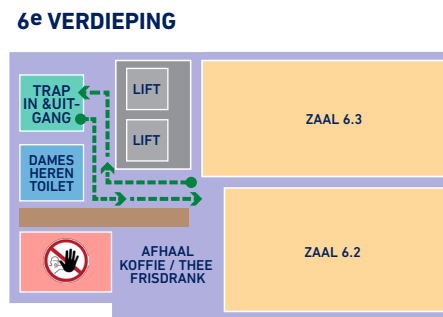 6e VERDIEPING
TRAP
IN &UIT-
GANG
LIFT
LIFT
ZAAL 6.3
DAMES
HEREN
TOILET
AFHAAL
KOFFIE / THEE
FRISDRANK
ZAAL 6.2